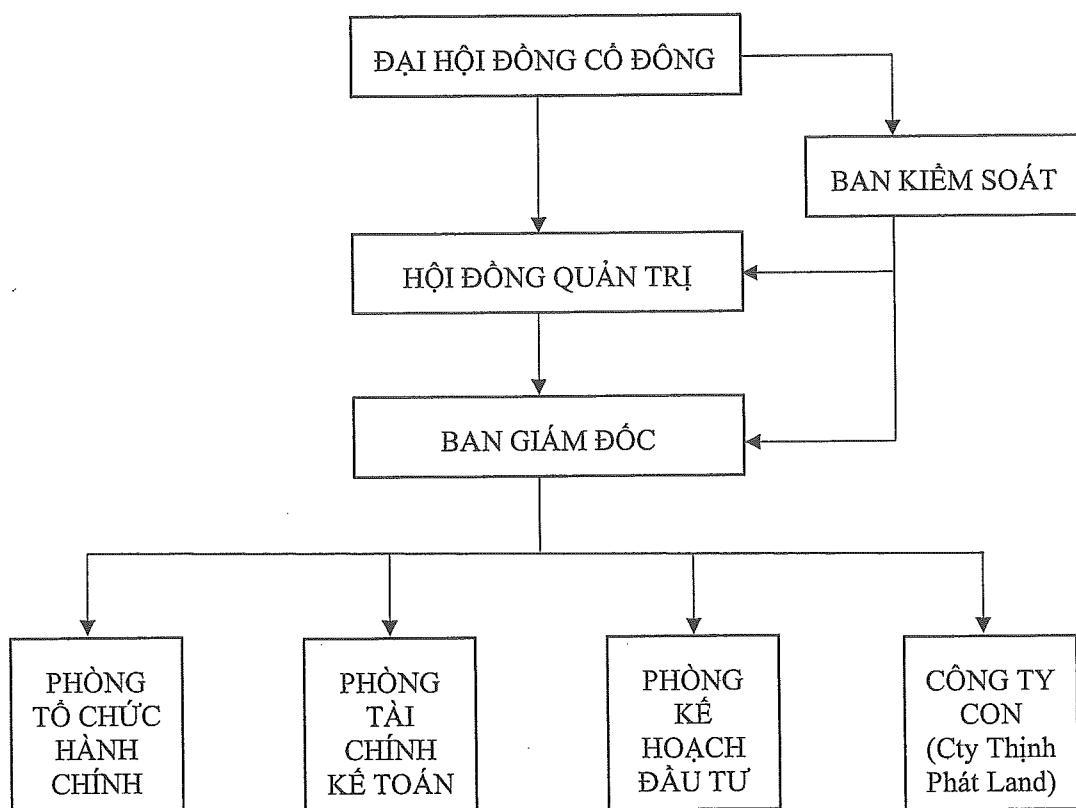 ĐẠI HỘI ĐỒNG CỔ ĐÔNG
BAN KIỂM SOÁT
HỘI ĐỒNG QUẢN TRỊ
BAN GIÁM ĐỐC
PHÒNG
TỔ CHỨC
HÀNH
CHÍNH
PHÒNG
TÀI
CHÍNH
KẾ TOÁN
PHÒNG
KẾ
HOẠCH
ĐẦU TƯ
CÔNG TY
CON
(Cty Thịnh
Phát Land)